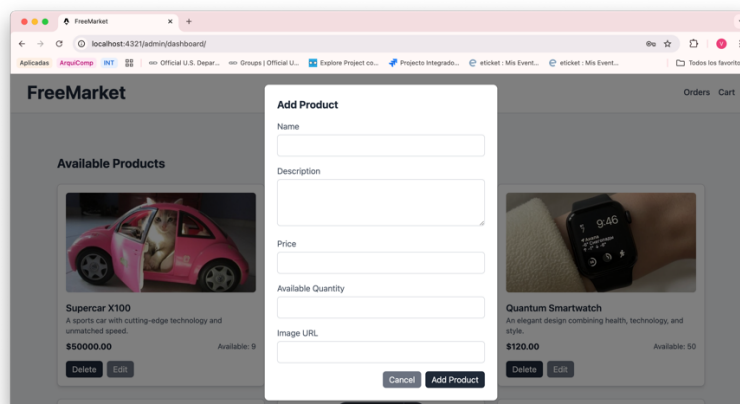 FreeMarket
localhost:4321/admin/dashboard/
Aplicadas ArquiComp INT Official U.S. Depar... Groups | Official U... Explore Project co... Projecto Integrado... eticket : Mis Event... eticket : Mis Event... Todos los favorito
FreeMarket
Orders Cart
Add Product
Name
Description
Price
Available Quantity
Image URL
Cancel Add Product
Available Products
9:46
Supercar X100
A sports car with cutting-edge technology and
unmatched speed.
$50000.00 Available: 9
Delete Edit
Quantum Smartwatch
An elegant design combining health, technology, and
style.
$120.00 Available: 50
Delete Edit